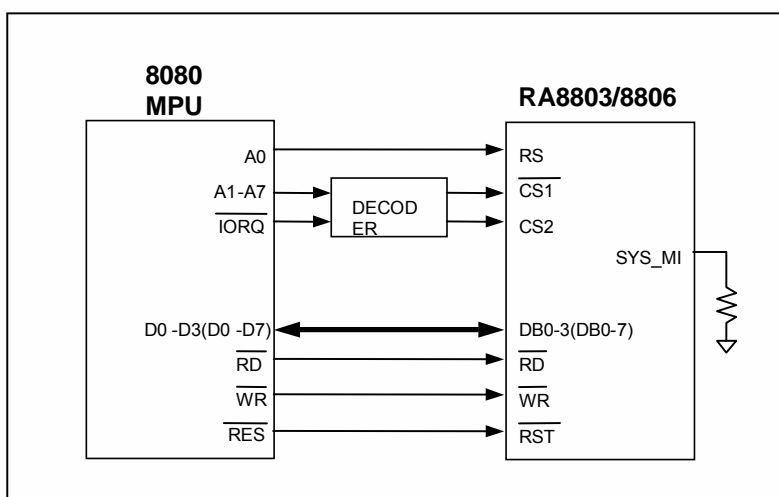 8080
MPU
RA8803/8806
A0
RS
A1-A7
DECOD
ER
CS1
IORQ
CS2
SYS_MI
D0 -D3(D0 -D7)
DB0-3(DB0-7)
RD
RD
WR
WR
RES
RST